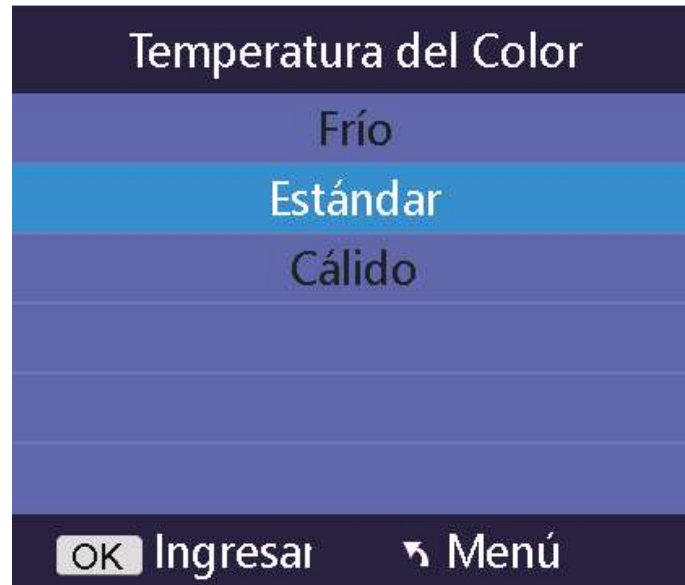 Temperatura del Color
Frío
Estándar
Cálido
OK Ingresar Menú